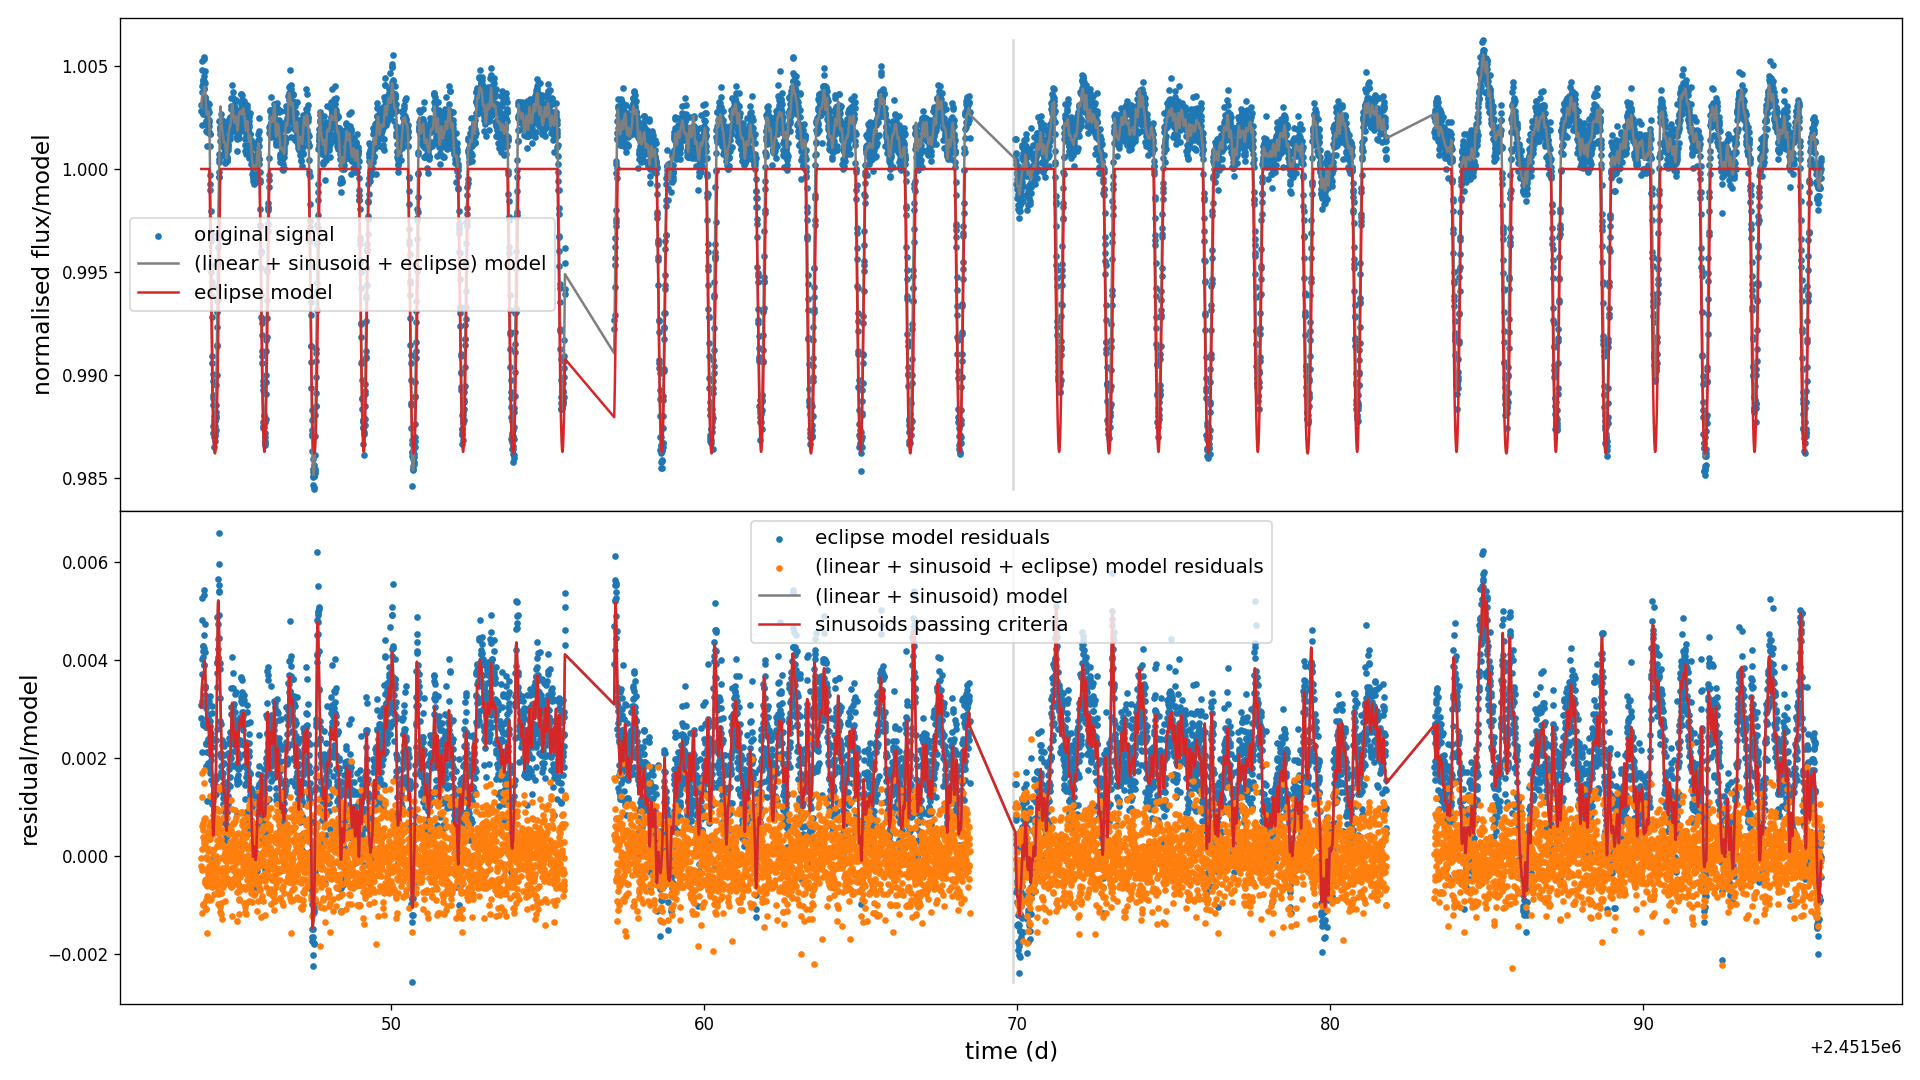 1.005
1.000
0.995
0.990
0.985
normalised flux/model
original signal
(linear + sinusoid + eclipse) model
eclipse model
0.006
0.004
0.002
0.000
−0.002
residual/model
eclipse model residuals
(linear + sinusoid + eclipse) model residuals
(linear + sinusoid) model
sinusoids passing criteria
50 60 70 80 90
time (d)
+2.4515e6